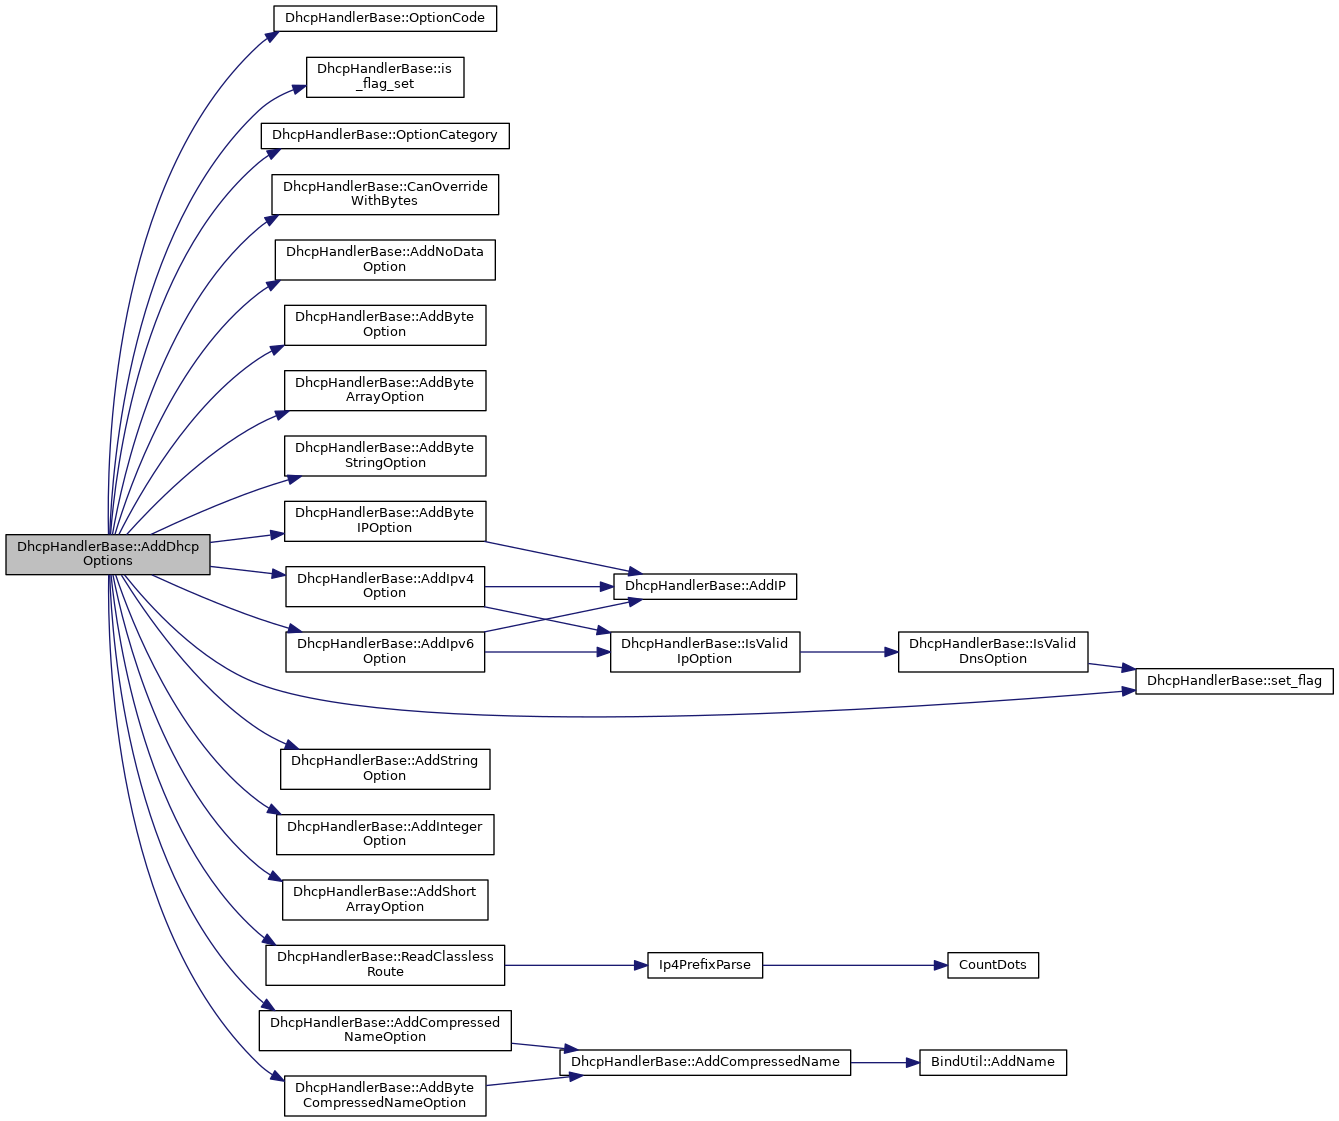 DhcpHandlerBase::OptionCode
DhcpHandlerBase::is
_flag_set
DhcpHandlerBase::OptionCategory
DhcpHandlerBase::CanOverride
WithBytes
DhcpHandlerBase::AddNoData
Option
DhcpHandlerBase::AddByte
Option
DhcpHandlerBase::AddByte
ArrayOption
DhcpHandlerBase::AddByte
StringOption
DhcpHandlerBase::AddByte
IPOption
DhcpHandlerBase::AddDhcp
Options
DhcpHandlerBase::AddIpv4
Option
DhcpHandlerBase::AddIP
DhcpHandlerBase::AddIpv6
Option
DhcpHandlerBase::IsValid
IpOption
DhcpHandlerBase::IsValid
DnsOption
DhcpHandlerBase::set_flag
DhcpHandlerBase::AddString
Option
DhcpHandlerBase::AddInteger
Option
DhcpHandlerBase::AddShort
ArrayOption
DhcpHandlerBase::ReadClassless
Route
Ip4PrefixParse
CountDots
DhcpHandlerBase::AddCompressed
NameOption
DhcpHandlerBase::AddCompressedName
BindUtil::AddName
DhcpHandlerBase::AddByte
CompressedNameOption